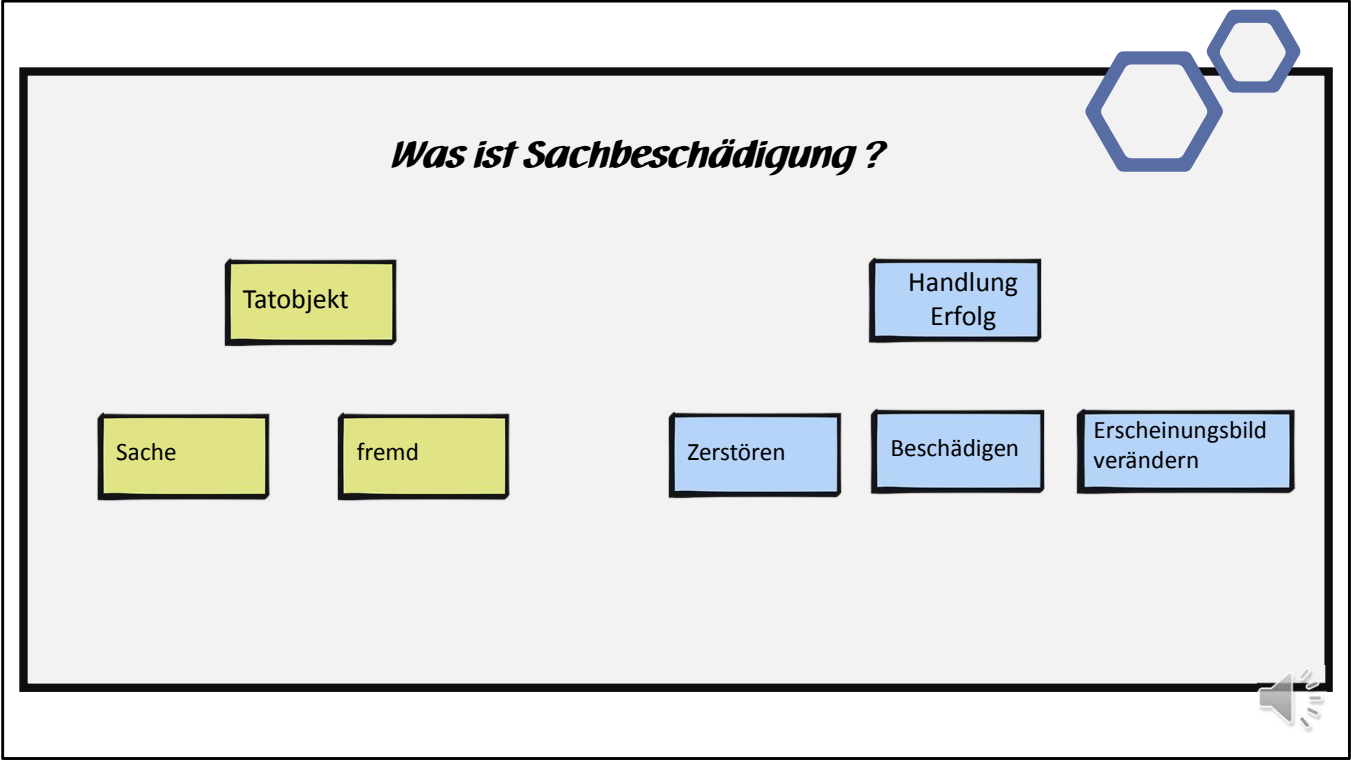 Was ist Sachbeschädigung ?
Tatobjekt
Handlung
Erfolg
Sache
fremd
Zerstören
Beschädigen
Erscheinungsbild
verändern